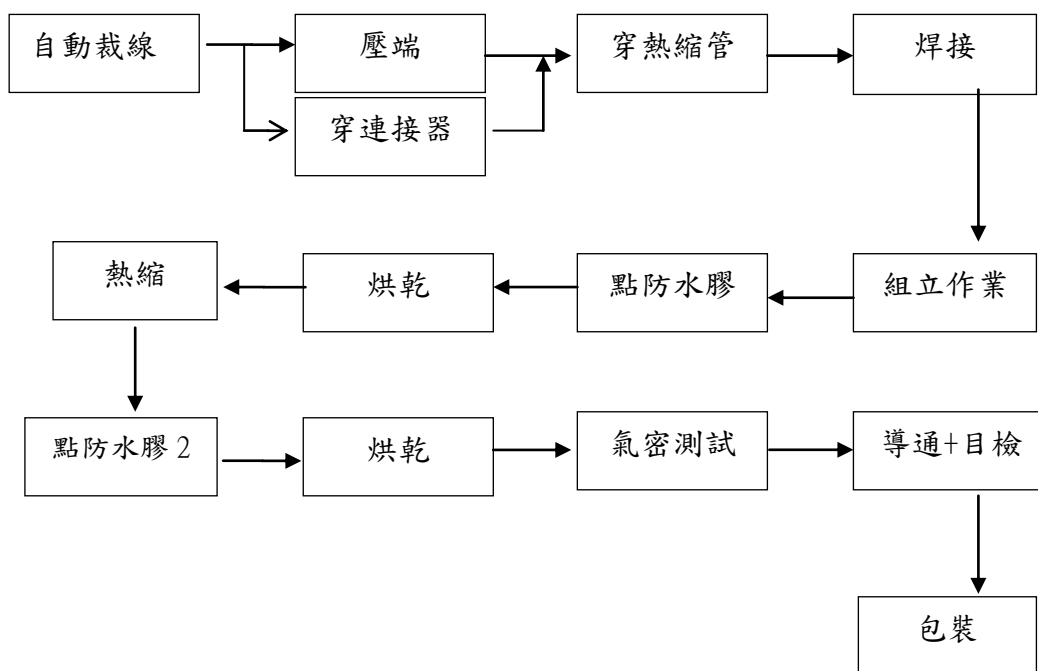 自動裁線
壓端
穿連接器
穿熱縮管
焊接
組立作業
點防水膠
烘乾
熱縮
點防水膠 2
烘乾
氣密測試
導通+目檢
包裝